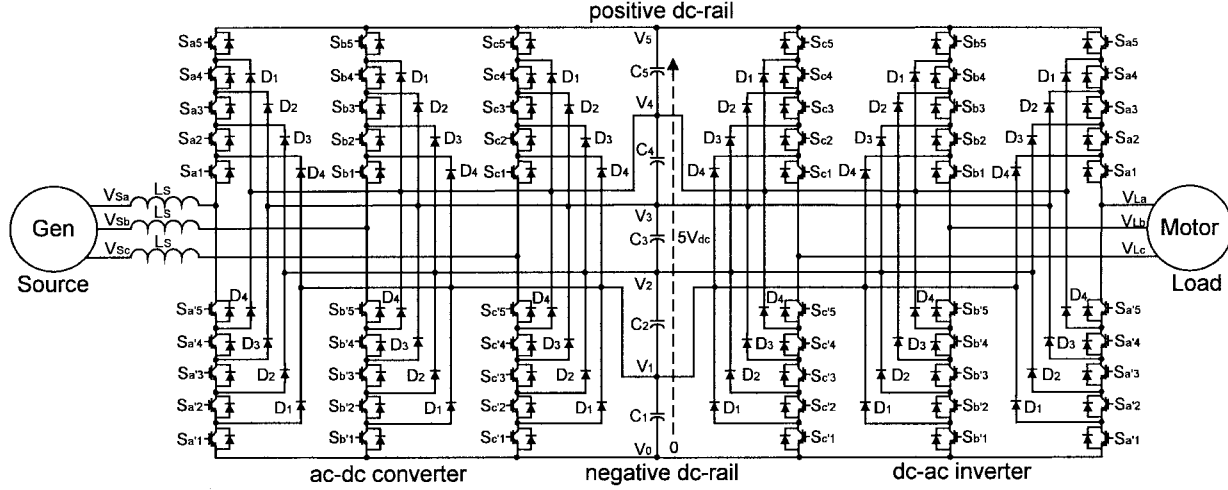 positive dc-rail
Sa5 Sb5 Sc5 V5 Sc5 Sb5 Sa5
Sa4 D1 Sb4 D1 Sc4 D1 C5 D1 Sc4 D1 Sb4 D1 Sa4
Sa3 D2 Sb3 D2 Sc3 D2 V4 D2 Sc3 D2 Sb3 D2 Sa3
Sa2 D3 Sb2 D3 Sc2 D3 C4 D3 Sc2 D3 Sb2 D3 Sa2
Sa1 D4 Sb1 D4 Sc1 D4 D4 Sc1 D4 Sb1 D4 Sa1
VSa Ls V3 VLa
Gen VSb Ls C3 5Vdc VLb Motor
VSc Ls VLc
Source V2 Load
Sa'5 D4 Sb'5 D4 Sc'5 D4 C2 D4 Sc'5 D4 Sb'5 D4 Sa'5
Sa'4 D3 Sb'4 D3 Sc'4 D3 D3 Sc'4 D3 Sb'4 D3 Sa'4
Sa'3 D2 Sb'3 D2 Sc'3 D2 V1 D2 Sc'3 D2 Sb'3 D2 Sa'3
Sa'2 D1 Sb'2 D1 Sc'2 D1 C1 D1 Sc'2 D1 Sb'2 D1 Sa'2
Sa'1 Sb'1 Sc'1 V0 0 Sc'1 Sb'1 Sa'1
ac-dc converter negative dc-rail dc-ac inverter